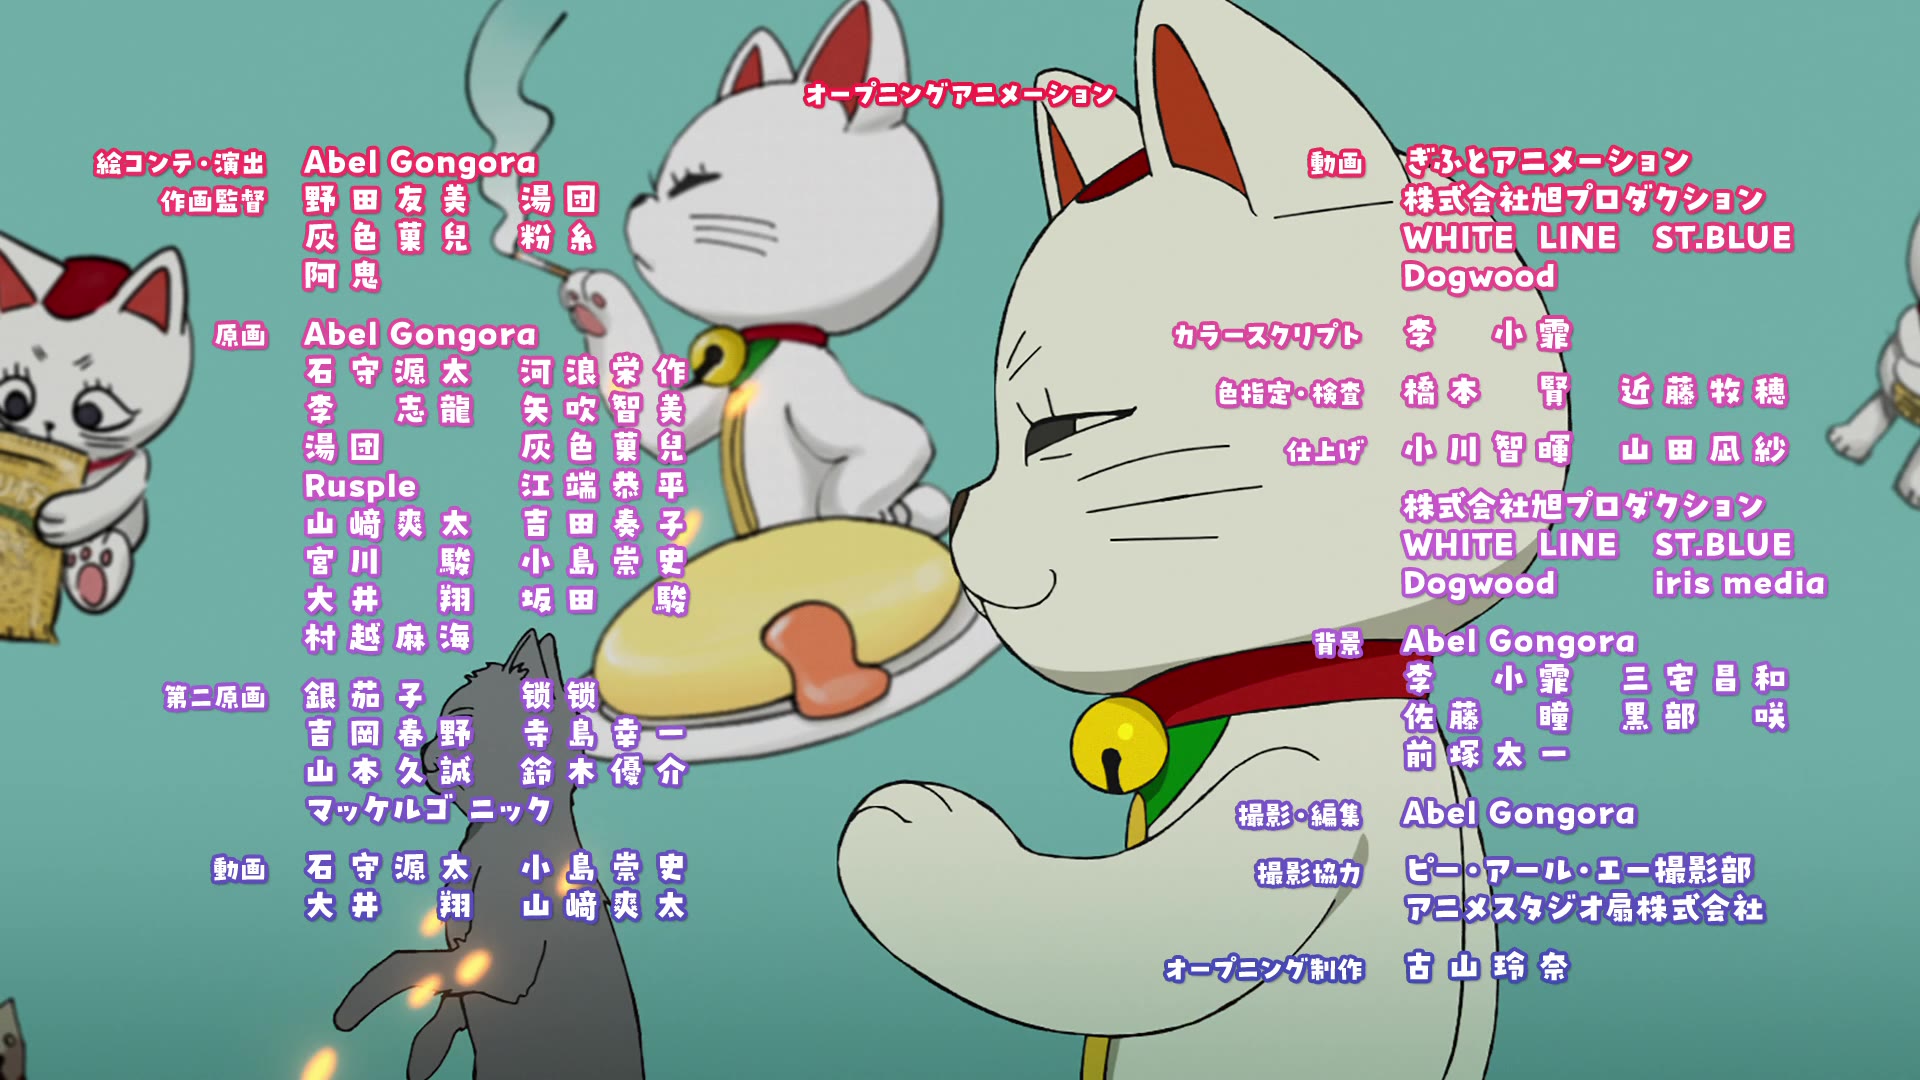 オープニングアニメーション
絵コンテ・演出 Abel Gongora
作画監督 野田友美 湯団
灰色菓兒 粉糸
阿鬼
原画 Abel Gongora
石守源太 河浪栄作
李志龍 矢吹智美
湯団 灰色菓兒
Rusple 江端恭平
山﨑爽太 吉田奏子
宮川駿 小島崇史
大井翔 坂田駿
村越麻海
第二原画 銀茄子 锁锁
吉岡春野 寺島幸一
山本久誠 鈴木優介
マッケルゴ ニック
動画 石守源太 小島崇史
大井翔 山﨑爽太
動画 ぎふとアニメーション
株式会社旭プロダクション
WHITE LINE ST.BLUE
Dogwood
カラースクリプト 李小霏
色指定・検査 橋本賢 近藤牧穂
仕上げ 小川智暉 山田凪紗
株式会社旭プロダクション
WHITE LINE ST.BLUE
Dogwood iris media
背景 Abel Gongora
李小霏 三宅昌和
佐藤瞳 黒部咲
前塚太一
撮影・編集 Abel Gongora
撮影協力 ピー・アール・エー撮影部
アニメスタジオ扇株式会社
オープニング制作 古山玲奈